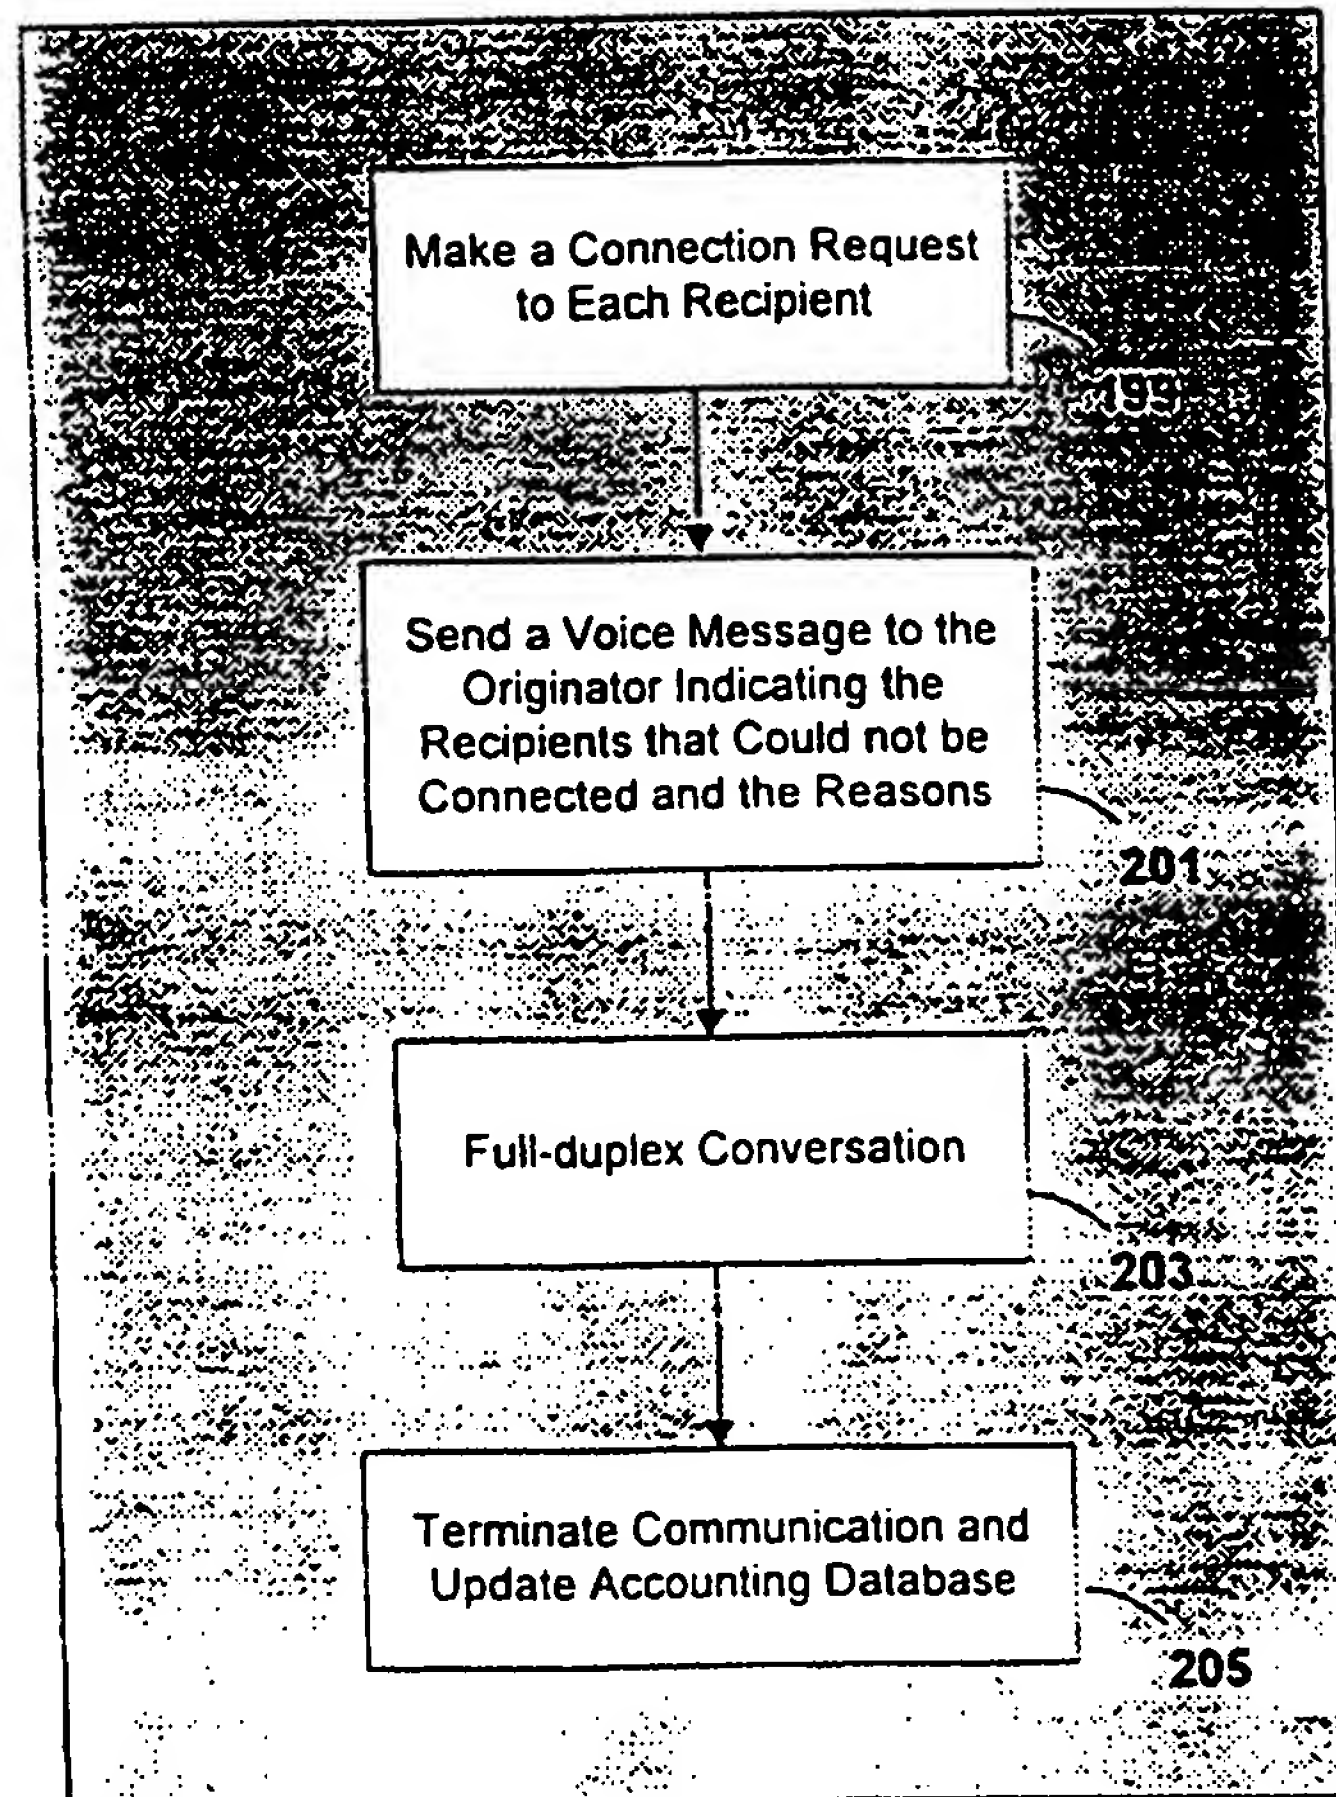 Make a Connection Request
to Each Recipient
199
Send a Voice Message to the
Originator Indicating the
Recipients that Could not be
Connected and the Reasons
201
Full-duplex Conversation
203
Terminate Communication and
Update Accounting Database
205